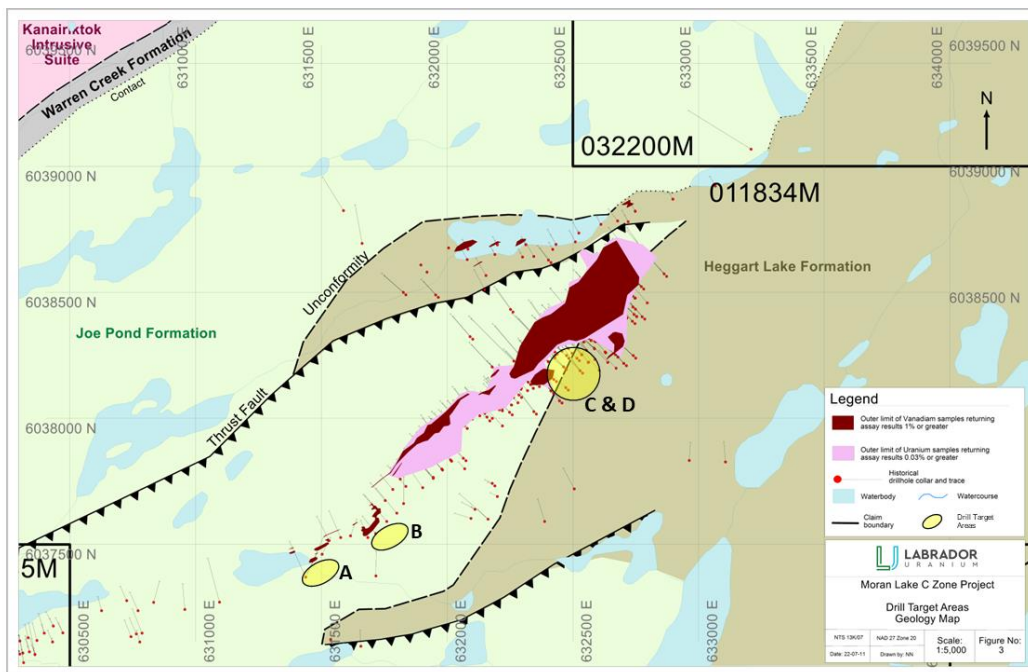 Kanairiktok
Intrusive
Suite
Warren Creek Formation
Contact
6039500 N
6039500 N
631000 E
631500 E
632000 E
632500 E
633000 E
633500 E
634000 E
N
032200M
011834M
6039000 N
6039000 N
Unconformity
Heggart Lake Formation
6038500 N
6038500 N
Joe Pond Formation
Thrust Fault
C & D
6038000 N
B
A
6037500 N
5M
630500 E
631000 E
631500 E
632000 E
632500 E
633000 E
Legend
Outer limit of Vanadiam samples returning
assay results 1% or greater
Outer limit of Uranium samples returning
assay results 0.03% or greater
Historical
drillhole collar and trace
Waterbody
Watercourse
Claim
boundary
Drill Target
Areas
LABRADOR
URANIUM
Moran Lake C Zone Project
Drill Target Areas
Geology Map
NTS 13K/07
NAD 27 Zone 20
Scale:
1:5,000
Figure No:
3
Date: 22-07-11
Drawn by: NN